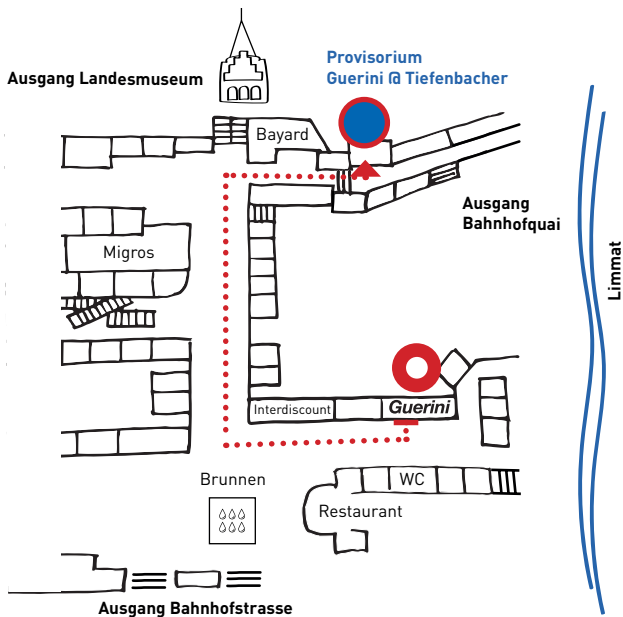 Provisorium
Guerini @ Tiefenbacher
Ausgang Landesmuseum
Bayard
Ausgang
Bahnhofquai
Migros
Limmat
Interdiscount
Guerini
Brunnen
WC
Restaurant
Ausgang Bahnhofstrasse